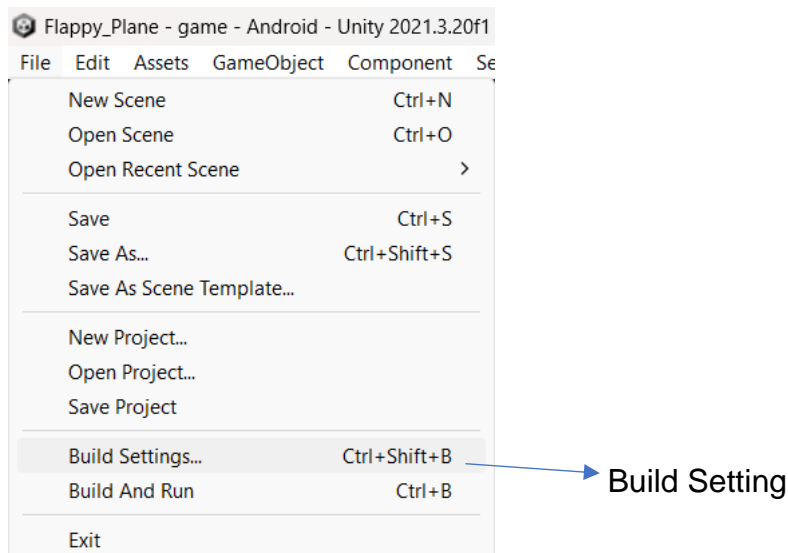 Flappy_Plane - game - Android - Unity 2021.3.20f1
File Edit Assets GameObject Component Se
New Scene Ctrl+N
Open Scene Ctrl+O
Open Recent Scene >
Save Ctrl+S
Save As... Ctrl+Shift+S
Save As Scene Template...
New Project...
Open Project...
Save Project
Build Settings... Ctrl+Shift+B
Build Setting
Build And Run Ctrl+B
Exit